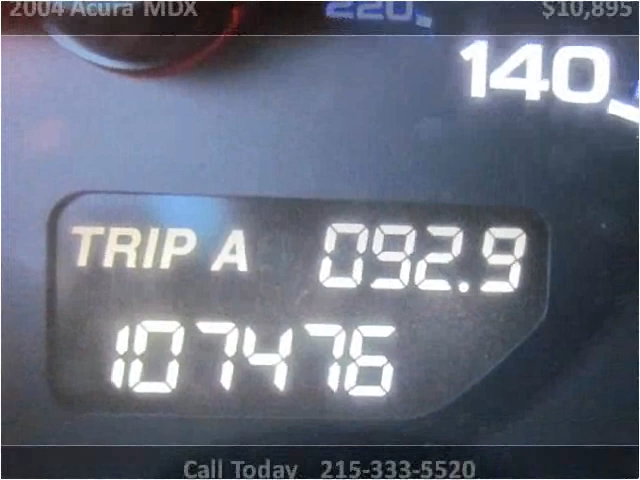 2004 Acura MDX $10,895
220
140
TRIP A 092.9
107476
Call Today 215-333-5520